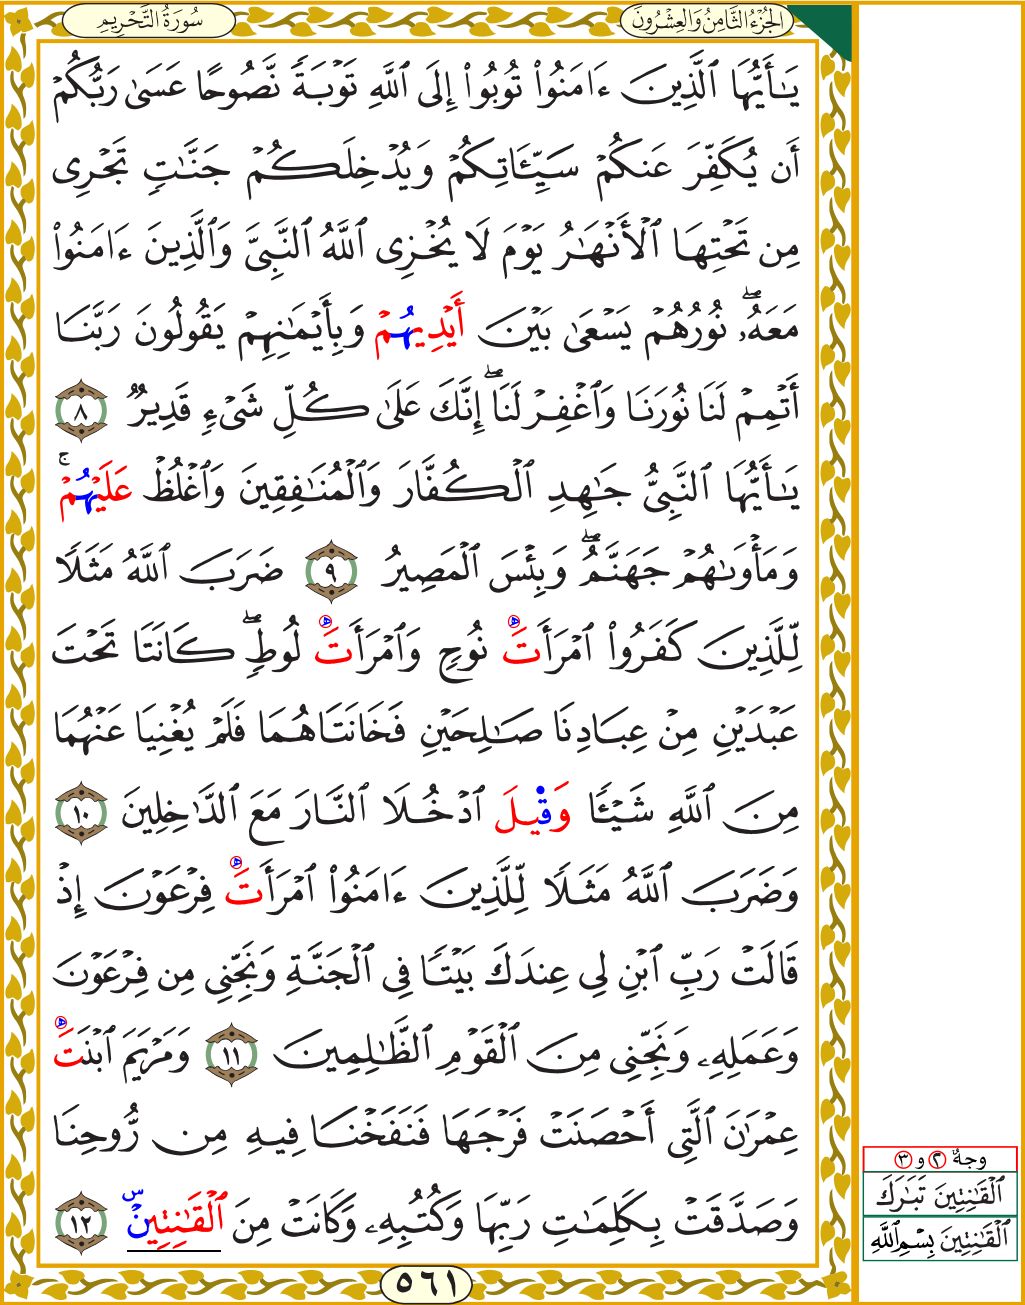 الجُزْءُ الثَّامِنُ وَالعِشْرُونَ
سُورَةُ التَّحْرِيمِ
يَـٰٓأَيُّهَا ٱلَّذِينَ ءَامَنُواْ تُوبُوٓاْ إِلَى ٱللَّهِ تَوْبَةً نَّصُوحًا عَسَىٰ رَبُّكُمْ
أَن يُكَفِّرَ عَنكُمْ سَيِّـَٔاتِكُمْ وَيُدْخِلَكُمْ جَنَّـٰتٍ تَجْرِى
مِن تَحْتِهَا ٱلْأَنْهَـٰرُ يَوْمَ لَا يُخْزِى ٱللَّهُ ٱلنَّبِىَّ وَٱلَّذِينَ ءَامَنُواْ
مَعَهُۥۖ نُورُهُمْ يَسْعَىٰ بَيْنَ أَيْدِيهُمْ وَبِأَيْمَـٰنِهِمْ يَقُولُونَ رَبَّنَا
أَتْمِمْ لَنَا نُورَنَا وَٱغْفِرْ لَنَآۖ إِنَّكَ عَلَىٰ كُلِّ شَىْءٍ قَدِيرٌ ٨
يَـٰٓأَيُّهَا ٱلنَّبِىُّ جَـٰهِدِ ٱلْكُفَّارَ وَٱلْمُنَـٰفِقِينَ وَٱغْلُظْ عَلَيْهُمْۚ
وَمَأْوَىٰهُمْ جَهَنَّمُۖ وَبِئْسَ ٱلْمَصِيرُ ٩ ضَرَبَ ٱللَّهُ مَثَلًا
لِّلَّذِينَ كَفَرُواْ ٱمْرَأَتَ نُوحٍ وَٱمْرَأَتَ لُوطٍۖ كَانَتَا تَحْتَ
عَبْدَيْنِ مِنْ عِبَادِنَا صَـٰلِحَيْنِ فَخَانَتَاهُمَا فَلَمْ يُغْنِيَا عَنْهُمَا
مِنَ ٱللَّهِ شَيْـًٔا وَقِيلَ ٱدْخُلَا ٱلنَّارَ مَعَ ٱلدَّٰخِلِينَ ١٠
وَضَرَبَ ٱللَّهُ مَثَلًا لِّلَّذِينَ ءَامَنُواْ ٱمْرَأَتَ فِرْعَوْنَ إِذْ
قَالَتْ رَبِّ ٱبْنِ لِى عِندَكَ بَيْتًا فِى ٱلْجَنَّةِ وَنَجِّنِى مِن فِرْعَوْنَ
وَعَمَلِهِۦ وَنَجِّنِى مِنَ ٱلْقَوْمِ ٱلظَّـٰلِمِينَ ١١ وَمَرْيَمَ ٱبْنَتَ
عِمْرَٰنَ ٱلَّتِىٓ أَحْصَنَتْ فَرْجَهَا فَنَفَخْنَا فِيهِ مِن رُّوحِنَا
وَصَدَّقَتْ بِكَلِمَـٰتِ رَبِّهَا وَكُتُبِهِۦ وَكَانَتْ مِنَ ٱلْقَـٰنِتِينَ ١٢
وجهٌ ٢ و ٣
ٱلْقَـٰنِتِينَ تَبَـٰرَكَ
ٱلْقَـٰنِتِينَ بِسْمِ ٱللَّهِ
٥٦١